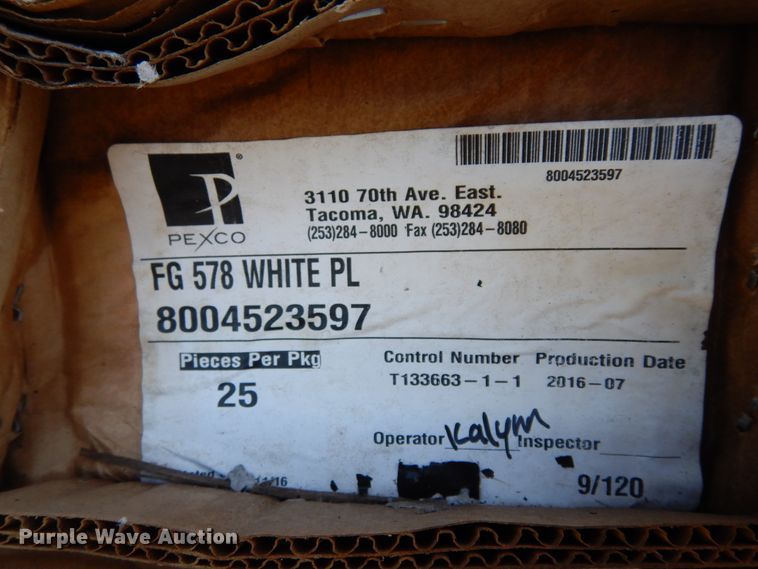 PEXCO
®
3110 70th Ave. East.
Tacoma, WA. 98424
(253)284-8000 Fax (253)284-8080
8004523597
FG 578 WHITE PL
8004523597
Pieces Per Pkg
25
Control Number Production Date
T133663-1-1 2016-07
Operator Kalym Inspector
9/120
Purple Wave Auction